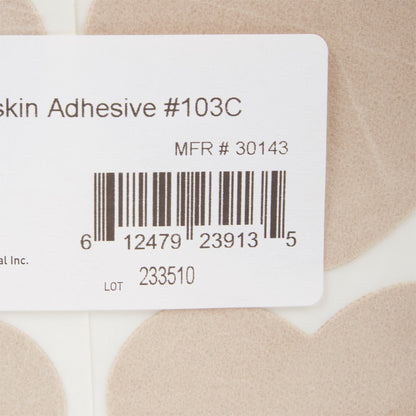 skin Adhesive #103C
MFR # 30143
6 12479 23913 5
al Inc.
LOT 233510